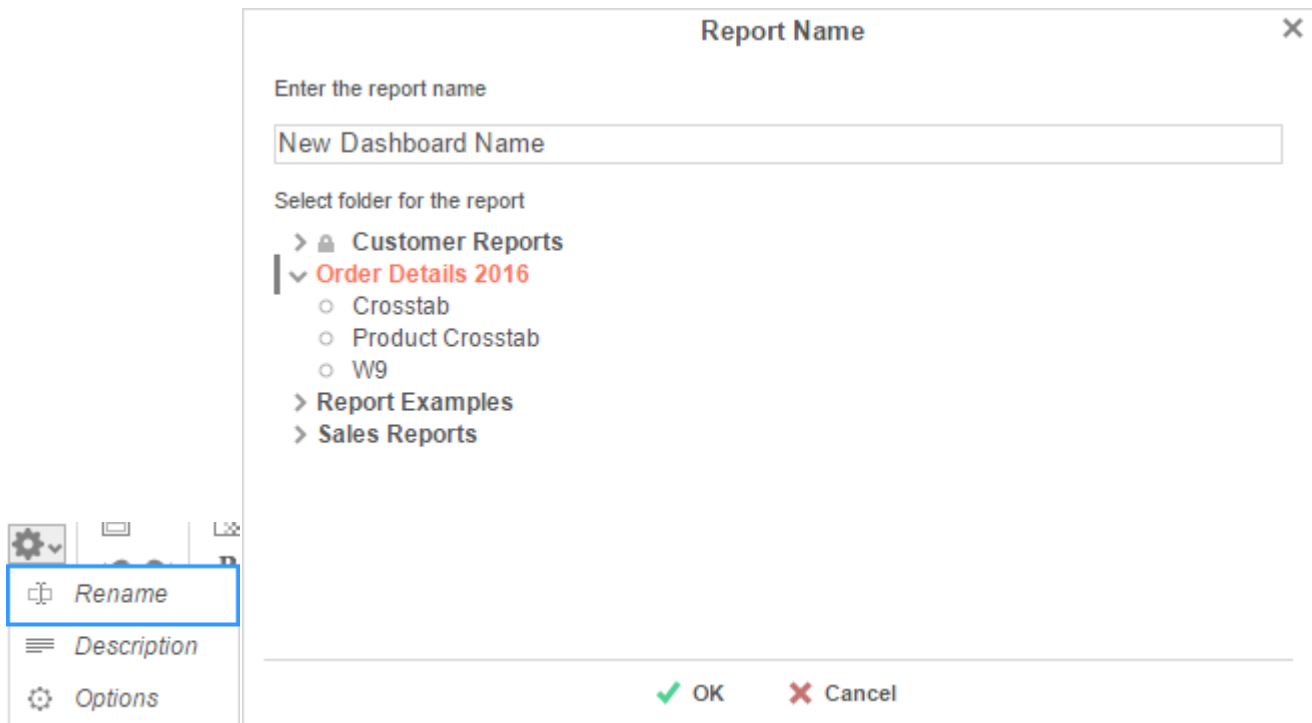 Report Name
Enter the report name
New Dashboard Name
Select folder for the report
Customer Reports
Order Details 2016
Crosstab
Product Crosstab
W9
Report Examples
Sales Reports
Rename
Description
Options
OK Cancel